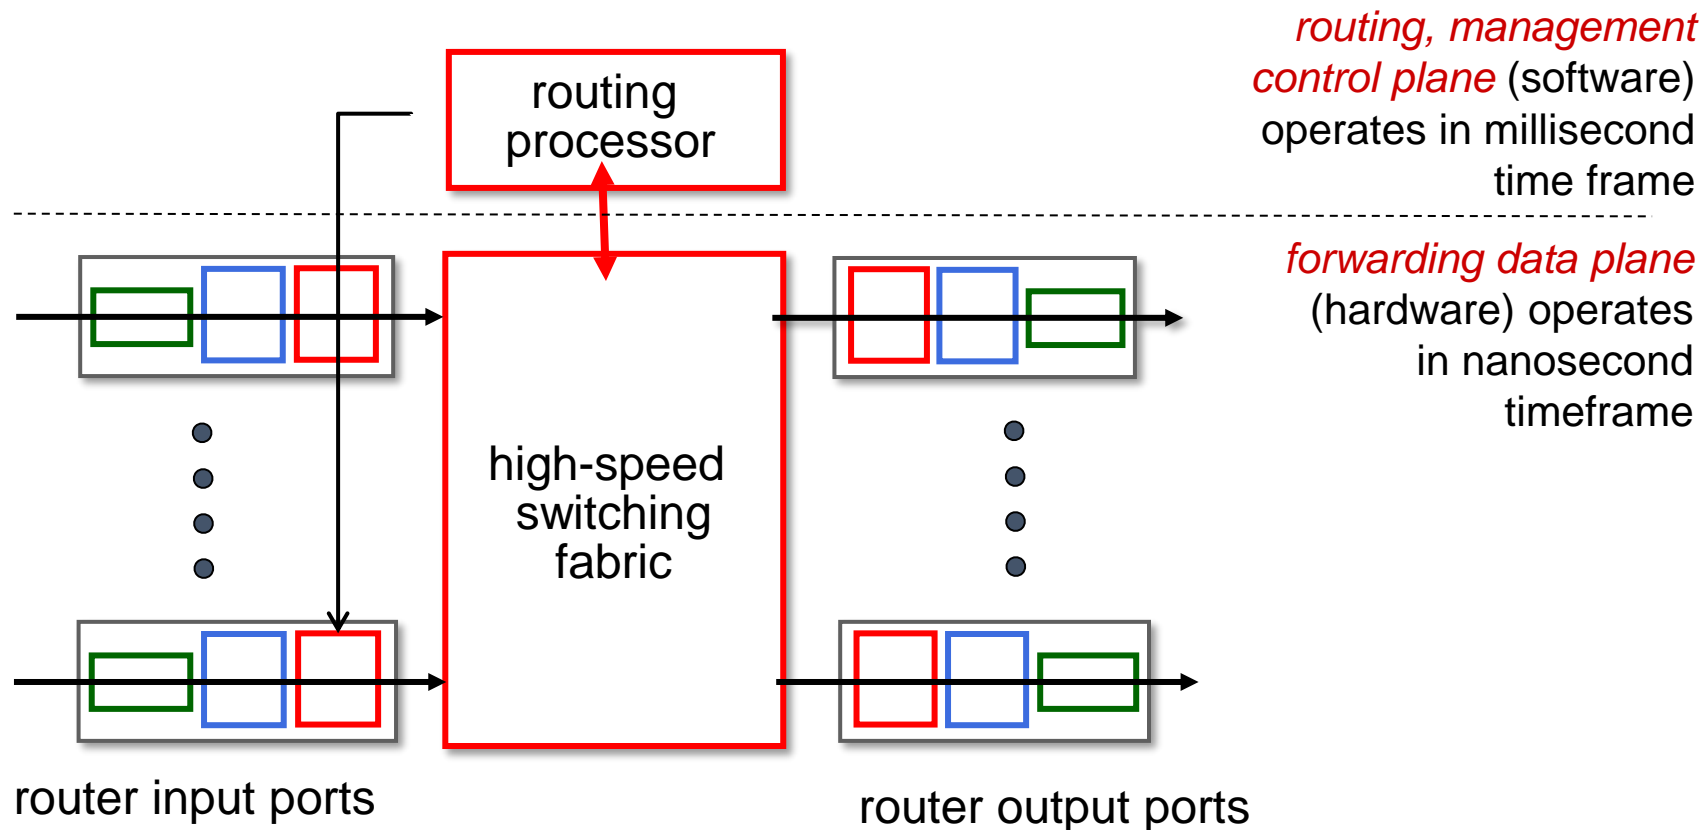 routing, management
control plane (software)
operates in millisecond
time frame
routing
processor
forwarding data plane
(hardware) operates
in nanosecond
timeframe
high-speed
switching
fabric
router input ports
router output ports